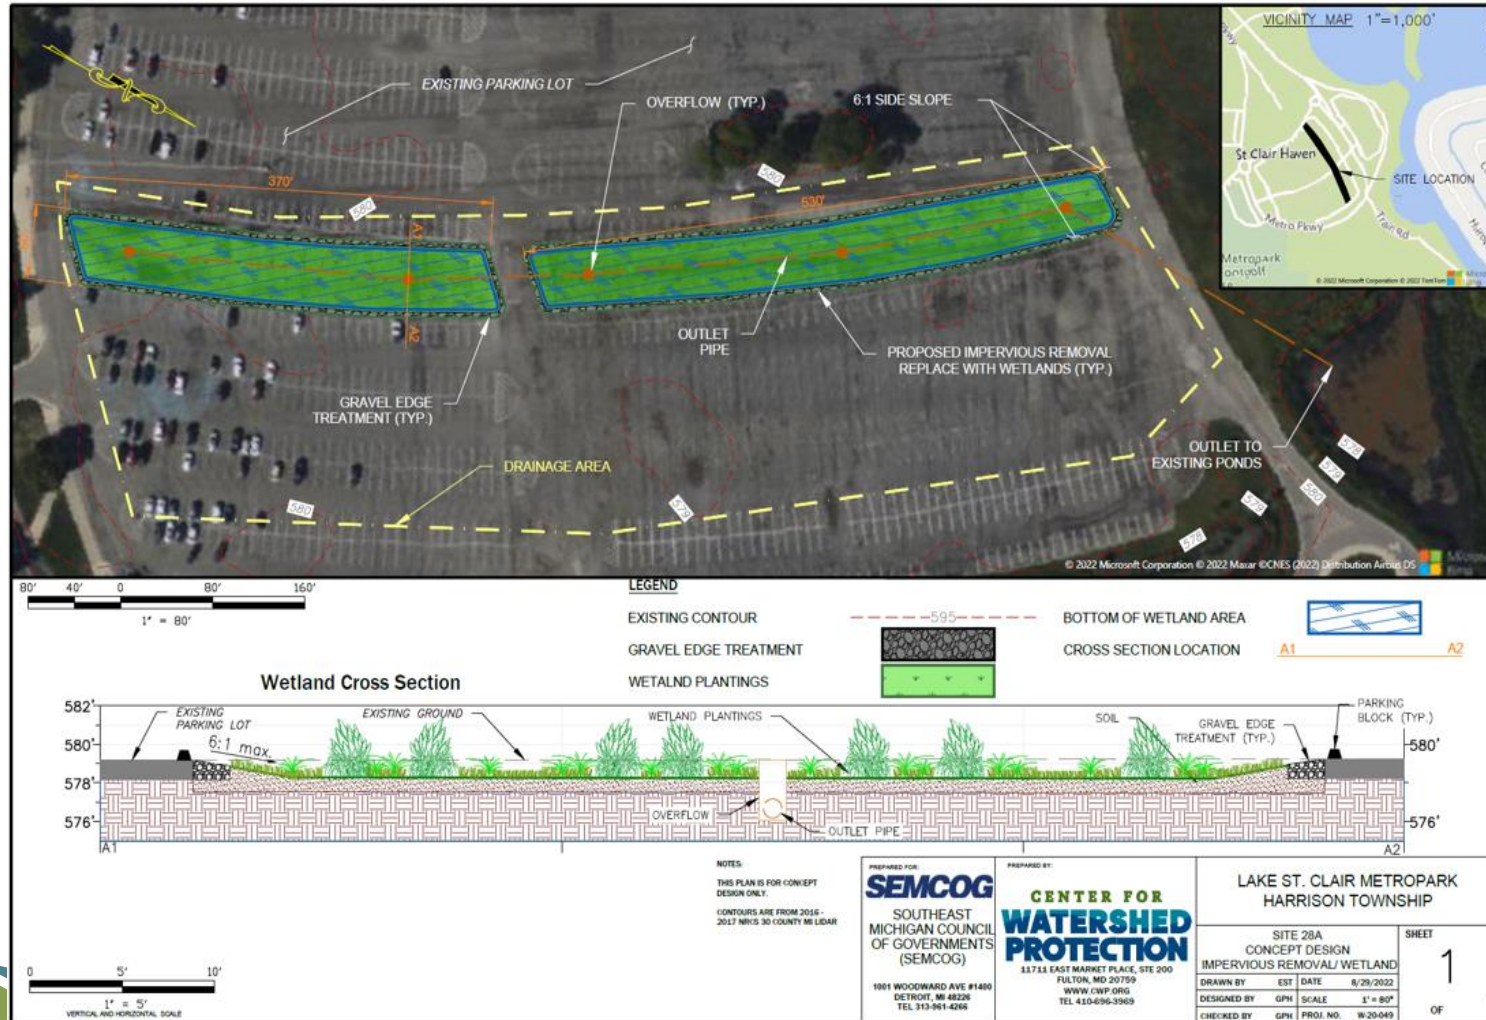 VICINITY MAP 1"=1,000'
St Clair Haven
SITE LOCATION
Metro Pkwy
Train Rd
Metropark
© 2022 Microsoft Corporation © 2022 TomTom
EXISTING PARKING LOT
OVERFLOW (TYP.)
6:1 SIDE SLOPE
370'
580
580
530'
A1
A2
OUTLET
PIPE
PROPOSED IMPERVIOUS REMOVAL
REPLACE WITH WETLANDS (TYP.)
GRAVEL EDGE
TREATMENT (TYP.)
DRAINAGE AREA
OUTLET TO
EXISTING PONDS
580
579
578
579
580
579
578
© 2022 Microsoft Corporation © 2022 Maxar ©CNES (2022) Distribution Airbus DS
80' 40' 0 80' 160'
1" = 80'
LEGEND
EXISTING CONTOUR
595
BOTTOM OF WETLAND AREA
GRAVEL EDGE TREATMENT
CROSS SECTION LOCATION
A1 A2
WETALND PLANTINGS
Wetland Cross Section
582'
580'
578'
576'
EXISTING
PARKING LOT
6:1 max.
EXISTING GROUND
WETLAND PLANTINGS
SOIL
GRAVEL EDGE
TREATMENT (TYP.)
PARKING
BLOCK (TYP.)
580'
576'
OVERFLOW
OUTLET PIPE
A1
A2
NOTES:
THIS PLAN IS FOR CONCEPT
DESIGN ONLY.
CONTOURS ARE FROM 2016 -
2017 NRCS 30 COUNTY MI LIDAR
0 5' 10'
1" = 5'
VERTICAL AND HORIZONTAL SCALE
PREPARED FOR:
SEMCOG
SOUTHEAST
MICHIGAN COUNCIL
OF GOVERNMENTS
(SEMCOG)
1001 WOODWARD AVE #1400
DETROIT, MI 48226
TEL 313-961-4266
PREPARED BY:
CENTER FOR
WATERSHED
PROTECTION
11711 EAST MARKET PLACE, STE 200
FULTON, MD 20759
WWW.CWP.ORG
TEL 410-696-3969
LAKE ST. CLAIR METROPARK
HARRISON TOWNSHIP
SITE 28A
CONCEPT DESIGN
IMPERVIOUS REMOVAL/ WETLAND
DRAWN BY EST DATE 8/29/2022
DESIGNED BY GPH SCALE 1' = 80"
CHECKED BY GPH PROJ. NO. W-20-049
SHEET
1
OF